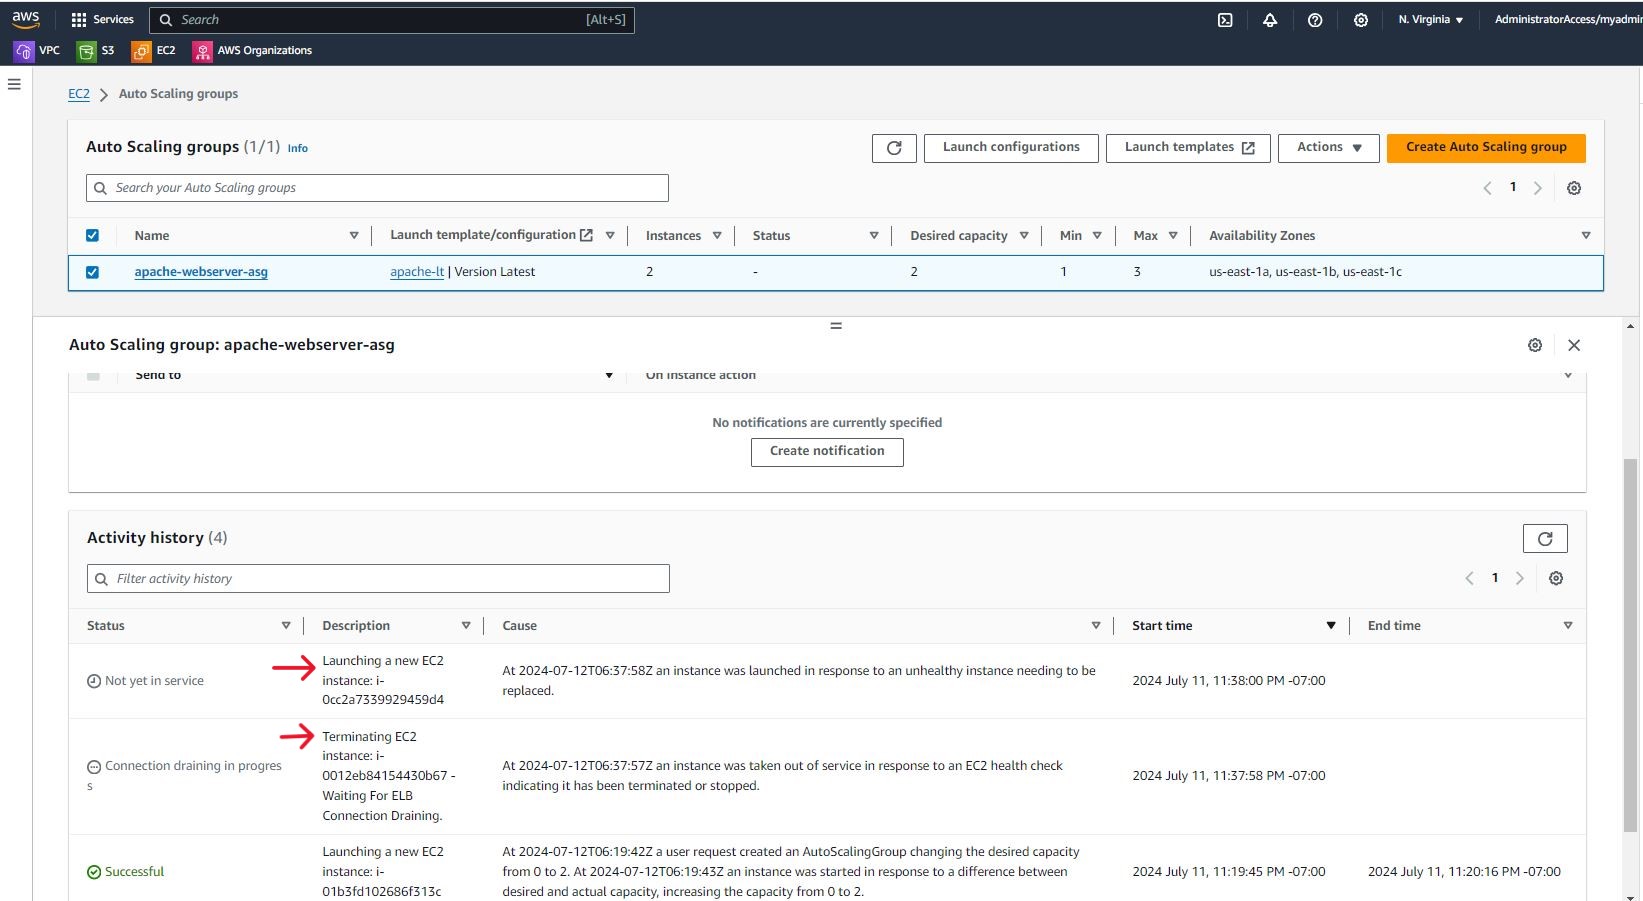 aws
Services
Search
[Alt+S]
N. Virginia
AdministratorAccess/myadmin
VPC
S3
EC2
AWS Organizations
EC2
Auto Scaling groups
Auto Scaling groups (1/1) Info
Launch configurations
Launch templates
Actions
Create Auto Scaling group
Search your Auto Scaling groups
1
Name
Launch template/configuration
Instances
Status
Desired capacity
Min
Max
Availability Zones
apache-webserver-asg
apache-lt | Version Latest
2
-
2
1
3
us-east-1a, us-east-1b, us-east-1c
Auto Scaling group: apache-webserver-asg
Send to
On instance action
No notifications are currently specified
Create notification
Activity history (4)
Filter activity history
1
Status
Description
Cause
Start time
End time
Not yet in service
Launching a new EC2
instance: i-
0cc2a7339929459d4
At 2024-07-12T06:37:58Z an instance was launched in response to an unhealthy instance needing to be
replaced.
2024 July 11, 11:38:00 PM -07:00
Connection draining in progres
s
Terminating EC2
instance: i-
0012eb84154430b67 -
Waiting For ELB
Connection Draining.
At 2024-07-12T06:37:57Z an instance was taken out of service in response to an EC2 health check
indicating it has been terminated or stopped.
2024 July 11, 11:37:58 PM -07:00
Successful
Launching a new EC2
instance: i-
01b3fd102686f313c
At 2024-07-12T06:19:42Z a user request created an AutoScalingGroup changing the desired capacity
from 0 to 2. At 2024-07-12T06:19:43Z an instance was started in response to a difference between
desired and actual capacity, increasing the capacity from 0 to 2.
2024 July 11, 11:19:45 PM -07:00
2024 July 11, 11:20:16 PM -07:00